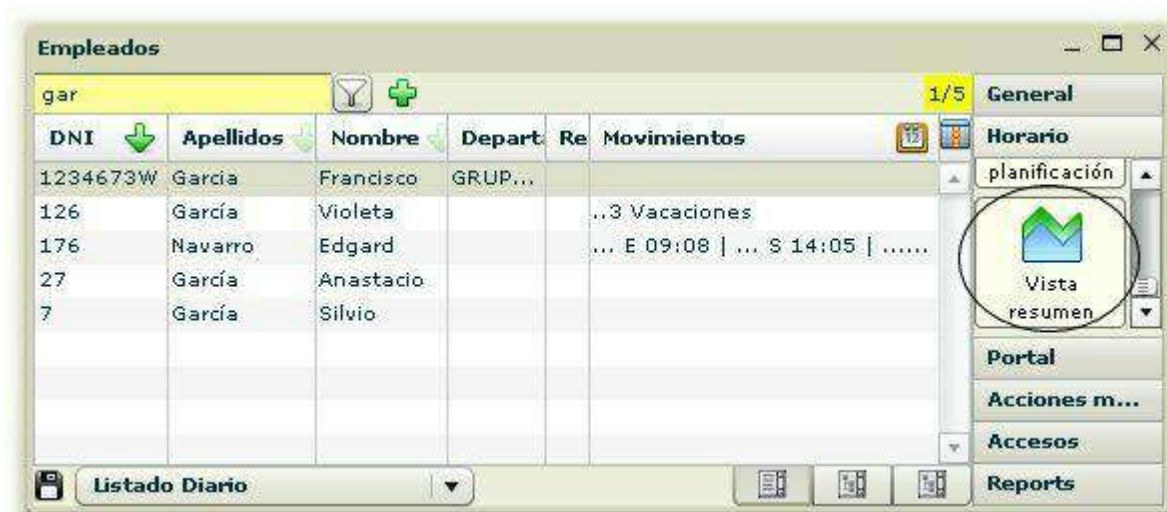 Empleados
gar 1/5 General
DNI Apellidos Nombre Depart. Re Movimientos 12 Horario
planificación
1234673W Garcia Francisco GRUP...
126 García Violeta ..3 Vacaciones
176 Navarro Edgard ... E 09:08 | ... S 14:05 | ......
27 García Anastacio
Vista
7 García Silvio
resumen
Portal
Acciones m...
Accesos
Listado Diario Reports